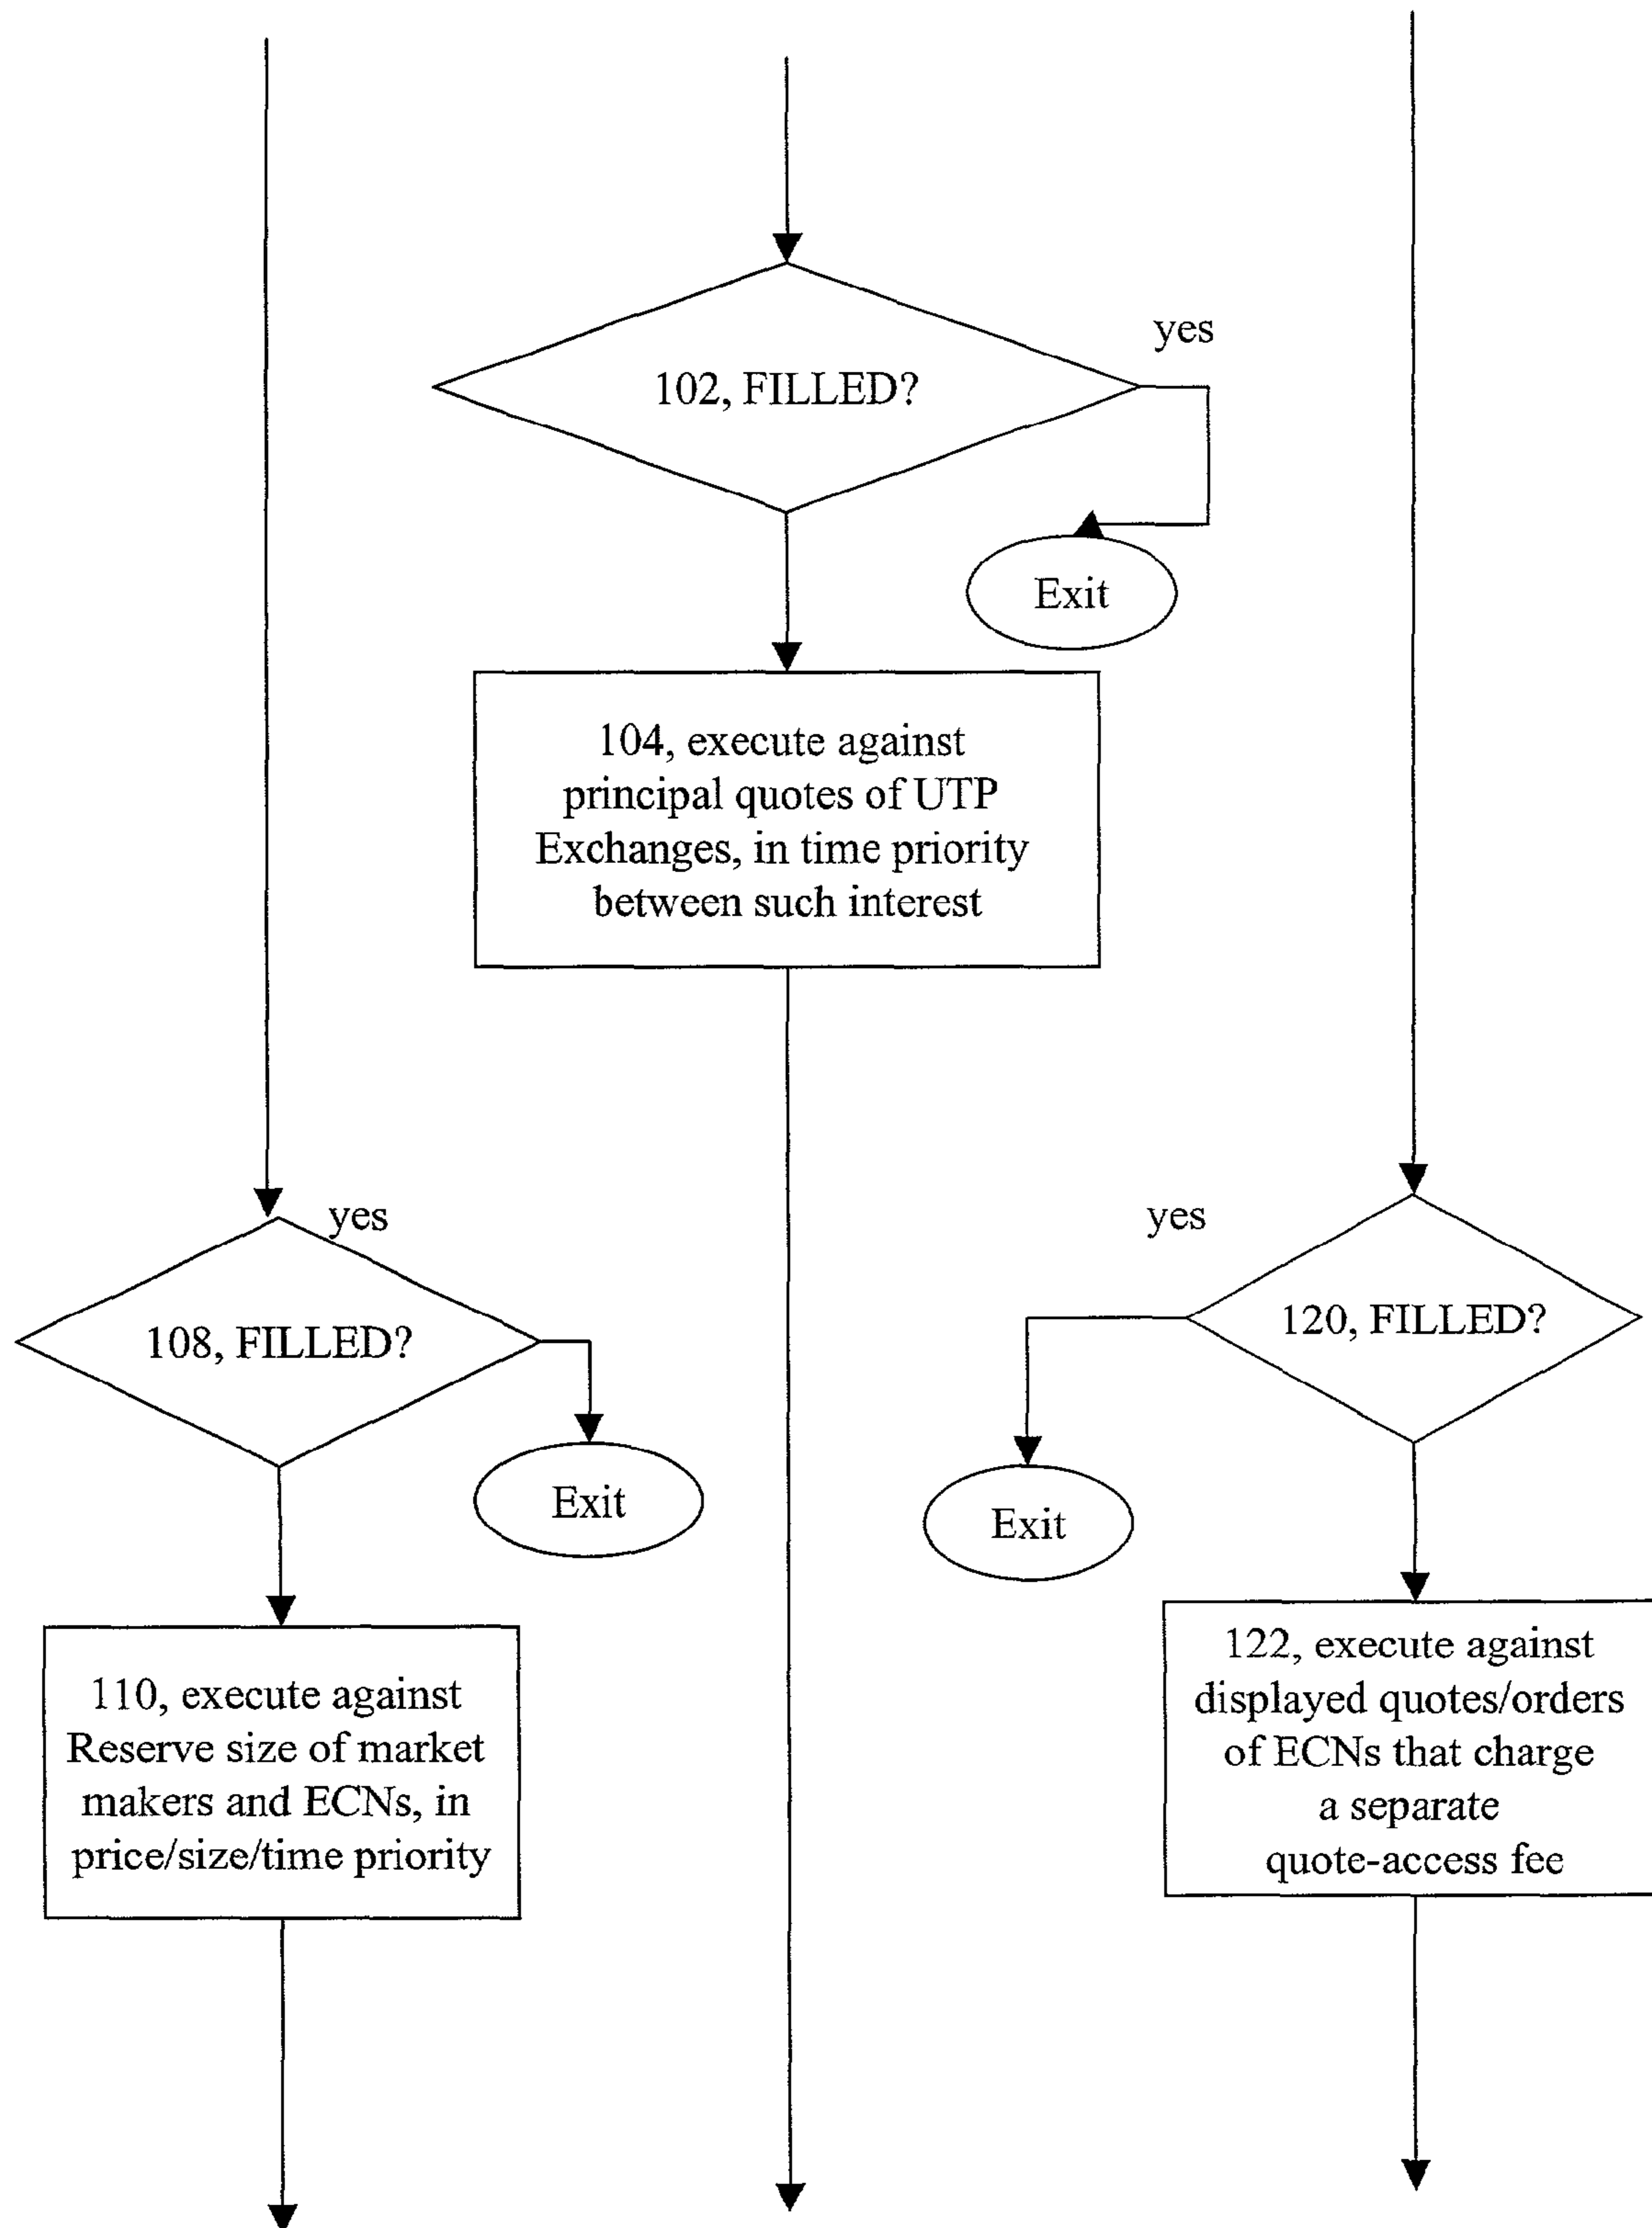 yes
102, FILLED?
Exit
104, execute against
principal quotes of UTP
Exchanges, in time priority
between such interest
yes
108, FILLED?
Exit
110, execute against
Reserve size of market
makers and ECNs, in
price/size/time priority
yes
120, FILLED?
Exit
122, execute against
displayed quotes/orders
of ECNs that charge
a separate
quote-access fee